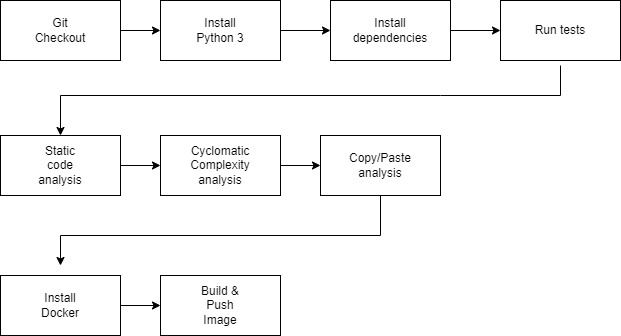 Git
Checkout
Install
Python 3
Install
dependencies
Run tests
Static
code
analysis
Cyclomatic
Complexity
analysis
Copy/Paste
analysis
Install
Docker
Build &
Push
Image